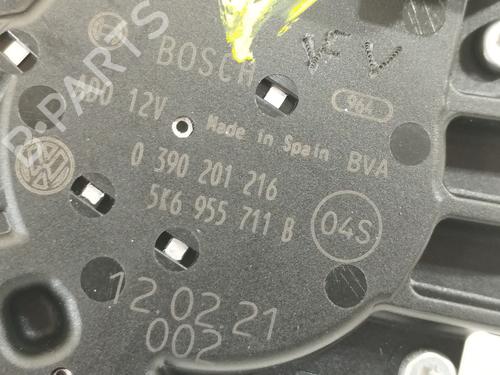 BOSCH
12V
964
Made in Spain BVA
0 390 201 216
5K6 955 711 B
04S
12.02.21
002
B-PARTS